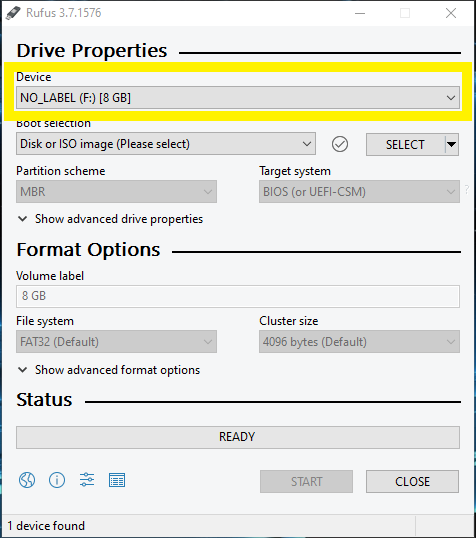 Rufus 3.7.1576
Drive Properties
Device
NO_LABEL (F:) [8 GB]
Boot selection
Disk or ISO image (Please select)
SELECT
Partition scheme
Target system
MBR
BIOS (or UEFI-CSM)
?
Show advanced drive properties
Format Options
Volume label
8 GB
File system
Cluster size
FAT32 (Default)
4096 bytes (Default)
Show advanced format options
Status
READY
START
CLOSE
1 device found